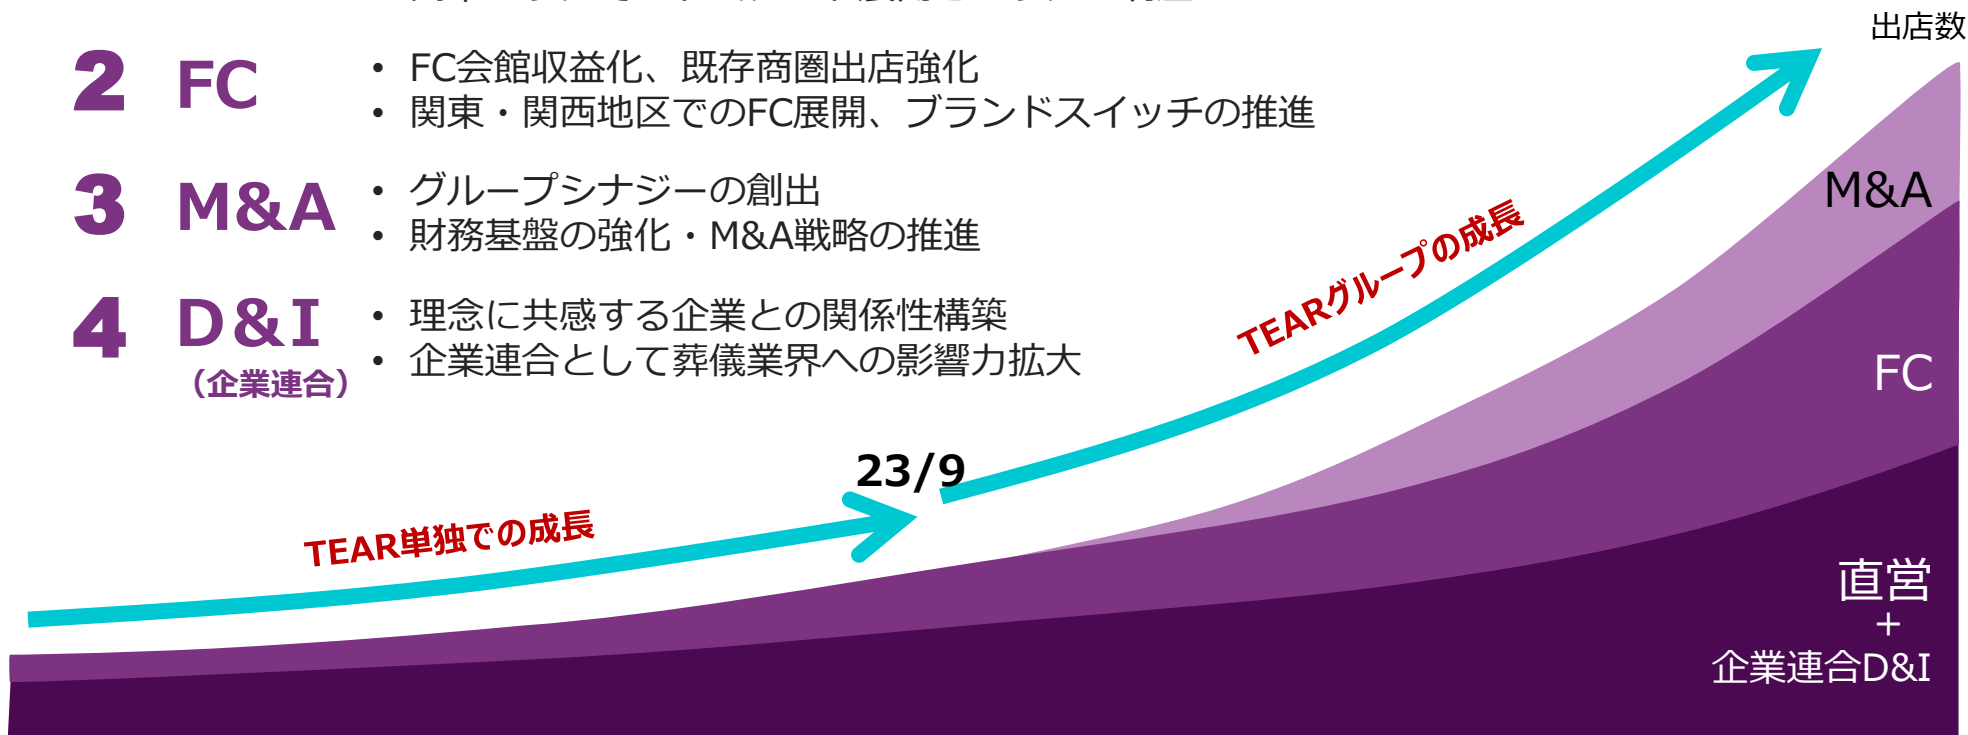 出店数
2 FC
• FC会館収益化、既存商圏出店強化
• 関東・関西地区でのFC展開、ブランドスイッチの推進
3 M&A
• グループシナジーの創出
• 財務基盤の強化・M&A戦略の推進
4 D&I
（企業連合）
• 理念に共感する企業との関係性構築
• 企業連合として葬儀業界への影響力拡大
TEAR単独での成長
23/9
TEARグループの成長
M&A
FC
直営
+
企業連合D&I